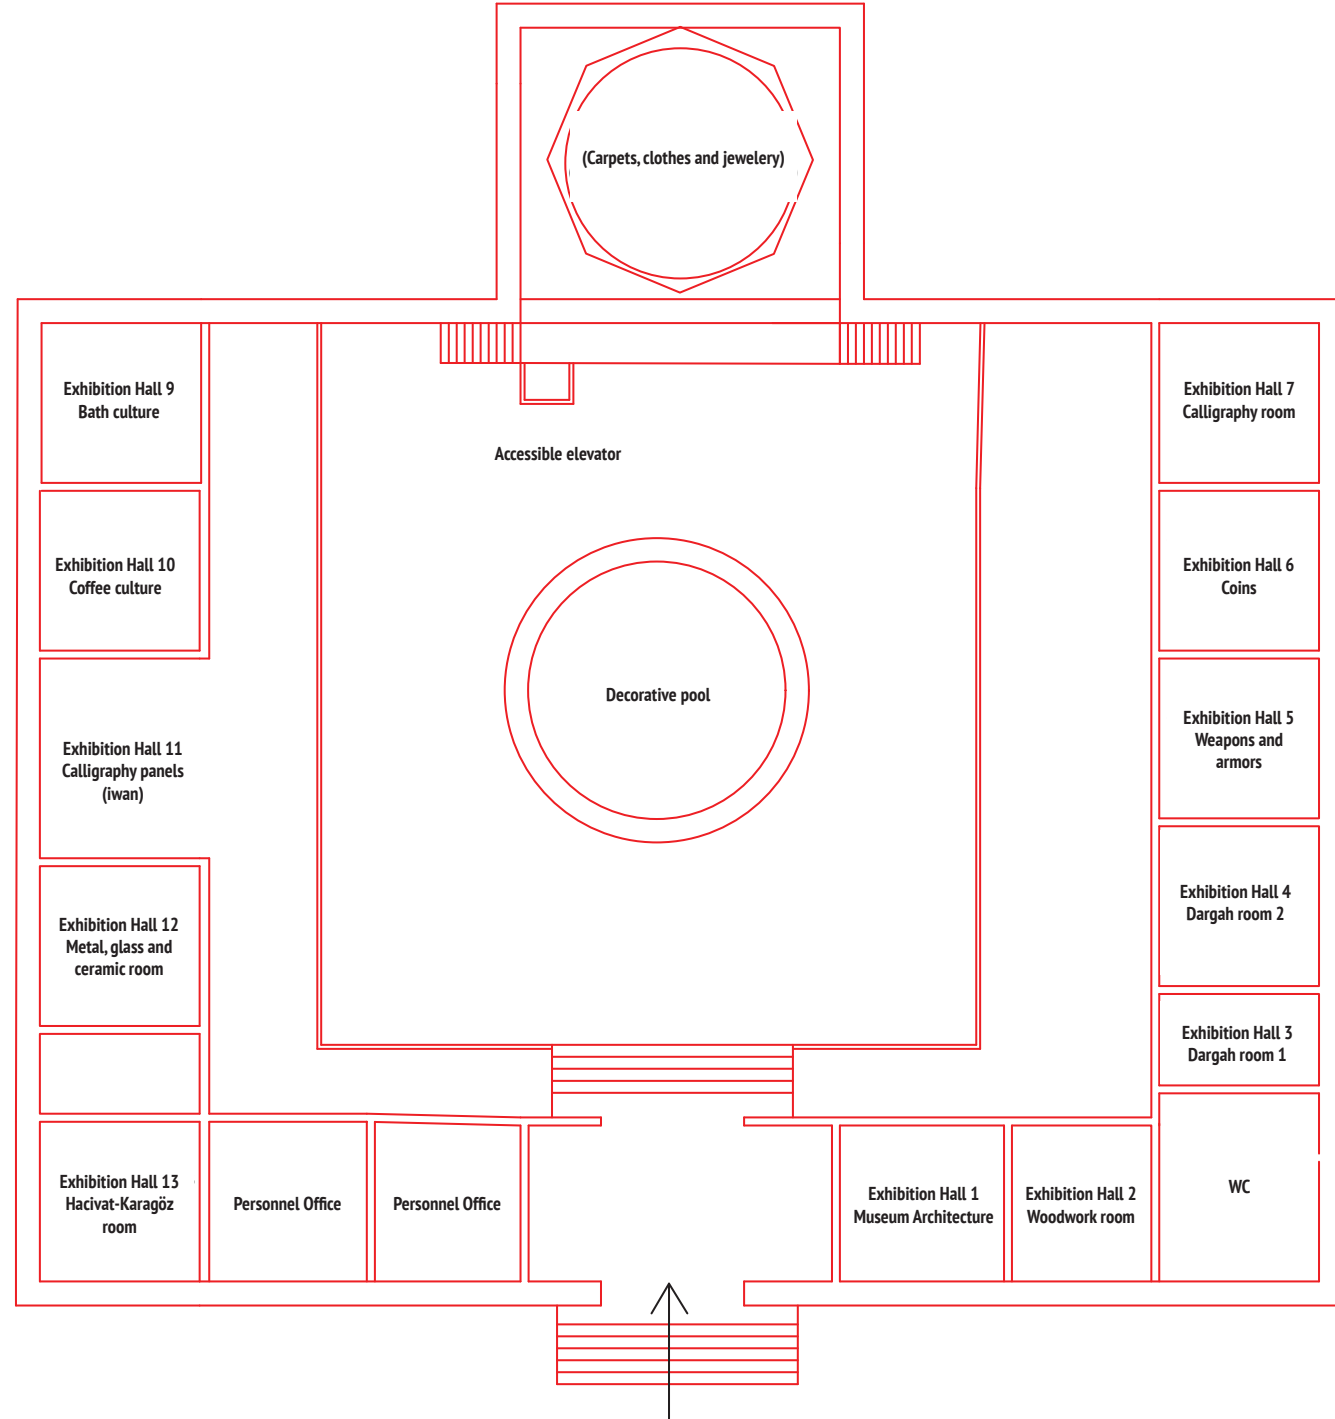 (Carpets, clothes and jewelery)
Exhibition Hall 9
Bath culture
Exhibition Hall 7
Calligraphy room
Accessible elevator
Exhibition Hall 10
Coffee culture
Exhibition Hall 6
Coins
Decorative pool
Exhibition Hall 11
Calligraphy panels
(iwan)
Exhibition Hall 5
Weapons and
armors
Exhibition Hall 12
Metal, glass and
ceramic room
Exhibition Hall 4
Dargah room 2
Exhibition Hall 3
Dargah room 1
Exhibition Hall 13
Hacivat-Karagöz
room
Personnel Office
Personnel Office
Exhibition Hall 1
Museum Architecture
Exhibition Hall 2
Woodwork room
WC